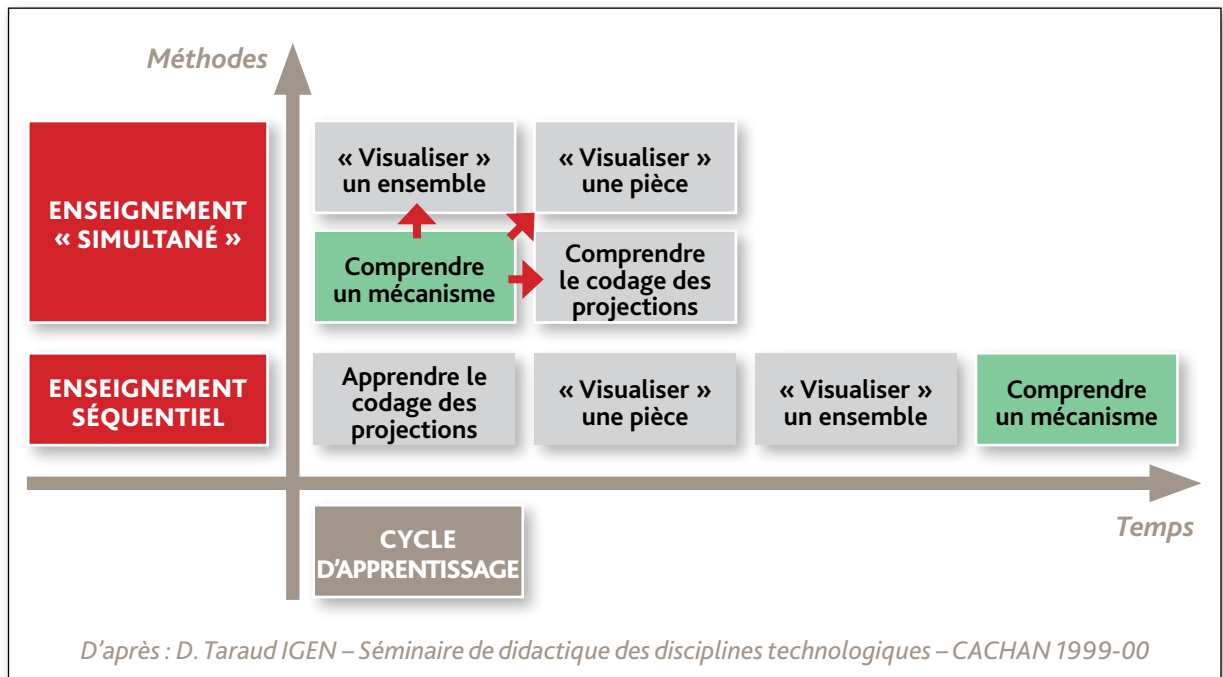 Méthodes
ENSEIGNEMENT
« SIMULTANÉ »
« Visualiser »
un ensemble
« Visualiser »
une pièce
Comprendre
un mécanisme
Comprendre
le codage des
projections
ENSEIGNEMENT
SÉQUENTIEL
Apprendre le
codage des
projections
« Visualiser »
une pièce
« Visualiser »
un ensemble
Comprendre
un mécanisme
Temps
CYCLE
D'APPRENTISSAGE
D'après : D. Taraud IGEN – Séminaire de didactique des disciplines technologiques – CACHAN 1999-00